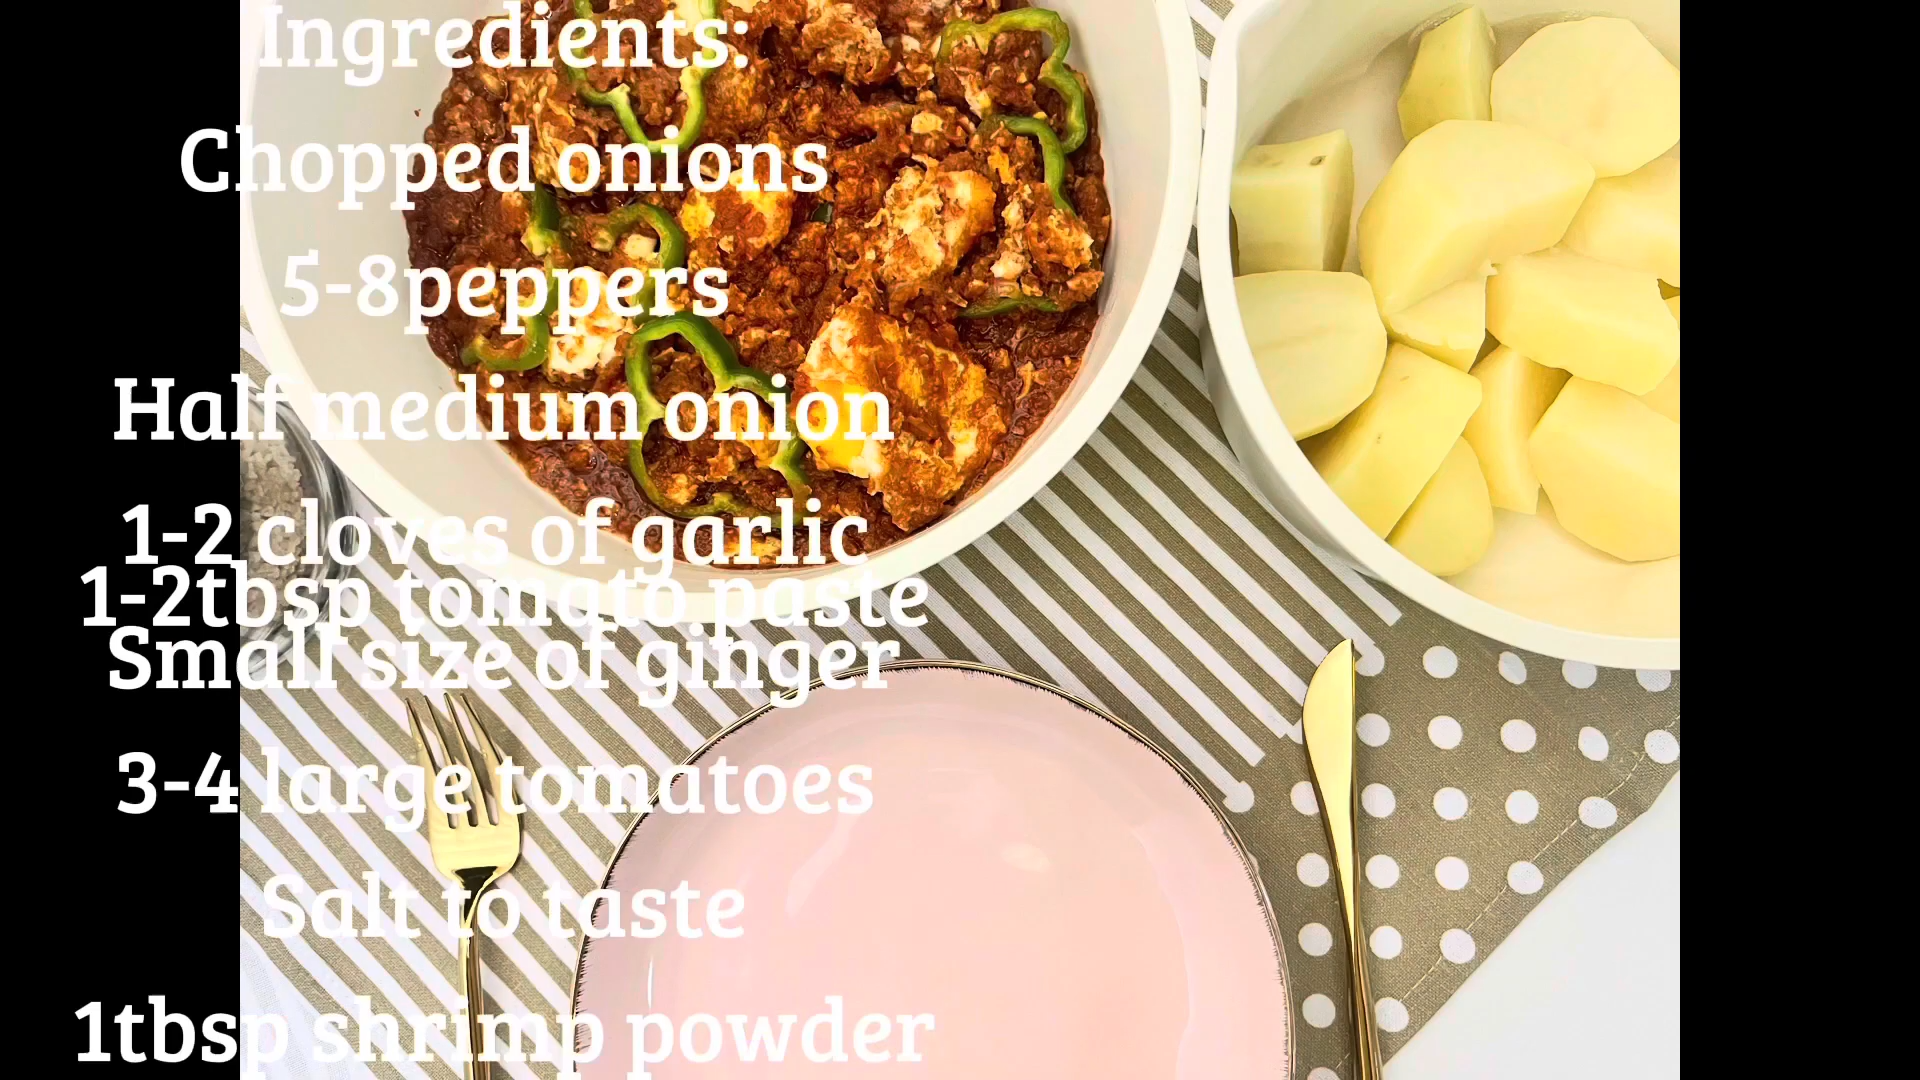 Ingredients:
Chopped onions
5-8peppers
Half medium onion
1-2 cloves of garlic
1-2tbsp tomato paste
Small size of ginger
3-4 large tomatoes
Salt to taste
1tbsp shrimp powder